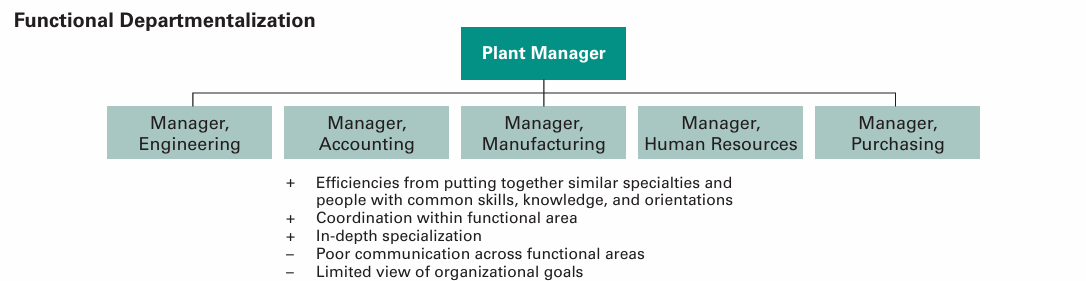 Functional Departmentalization
Plant Manager
Manager,
Engineering
Manager,
Accounting
Manager,
Manufacturing
Manager,
Human Resources
Manager,
Purchasing
+ Efficiencies from putting together similar specialties and
people with common skills, knowledge, and orientations
+ Coordination within functional area
+ In-depth specialization
– Poor communication across functional areas
– Limited view of organizational goals